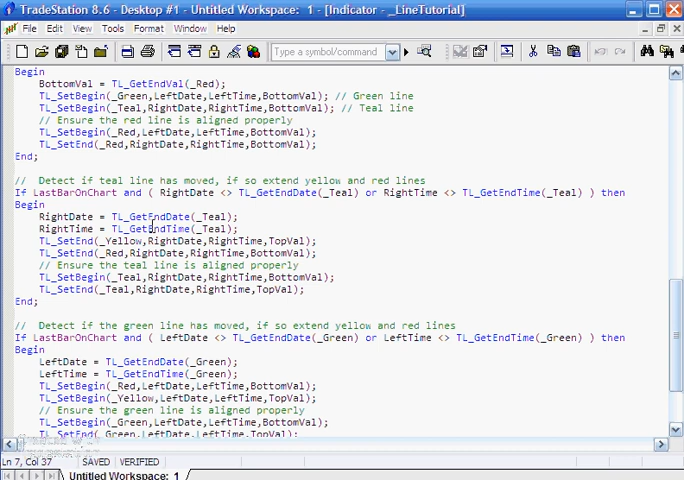 TradeStation 8.6 - Desktop #1 - Untitled Workspace: 1 - [Indicator - _LineTutorial]
File Edit View Tools Format Window Help
Type a symbol/command
Begin
BottomVal = TL_GetEndVal(_Red);
TL_SetBegin(_Green,LeftDate,LeftTime,BottomVal); // Green line
TL_SetBegin(_Teal,RightDate,RightTime,BottomVal); // Teal line
// Ensure the red line is aligned properly
TL_SetBegin(_Red,LeftDate,LeftTime,BottomVal);
TL_SetEnd(_Red,RightDate,RightTime,BottomVal);
End;
// Detect if teal line has moved, if so extend yellow and red lines
If LastBarOnChart and ( RightDate <> TL_GetEndDate(_Teal) or RightTime <> TL_GetEndTime(_Teal) ) then
Begin
RightDate = TL_GetEndDate(_Teal);
RightTime = TL_GetEndTime(_Teal);
TL_SetEnd(_Yellow,RightDate,RightTime,TopVal);
TL_SetEnd(_Red,RightDate,RightTime,BottomVal);
// Ensure the teal line is aligned properly
TL_SetBegin(_Teal,RightDate,RightTime,BottomVal);
TL_SetEnd(_Teal,RightDate,RightTime,TopVal);
End;
// Detect if the green line has moved, if so extend yellow and red lines
If LastBarOnChart and ( LeftDate <> TL_GetEndDate(_Green) or LeftTime <> TL_GetEndTime(_Green) ) then
Begin
LeftDate = TL_GetEndDate(_Green);
LeftTime = TL_GetEndTime(_Green);
TL_SetBegin(_Red,LeftDate,LeftTime,BottomVal);
TL_SetBegin(_Yellow,LeftDate,LeftTime,TopVal);
// Ensure the green line is aligned properly
TL_SetBegin(_Green,LeftDate,LeftTime,BottomVal);
TL_SetEnd(_Green,LeftDate,LeftTime,TopVal);
Ln 7, Col 37 SAVED VERIFIED
Untitled Workspace: 1